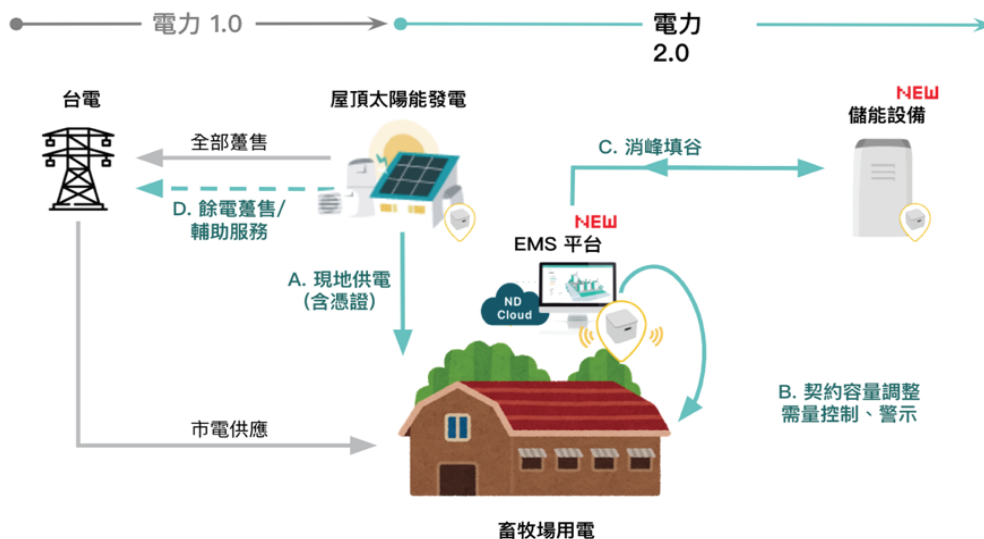 電力 1.0
電力
2.0
台電
屋頂太陽能發電
NEW
儲能設備
全部躉售
C. 消峰填谷
D. 餘電躉售/
輔助服務
NEW
EMS 平台
A. 現地供電
(含憑證)
ND
Cloud
B. 契約容量調整
需量控制、警示
市電供應
畜牧場用電